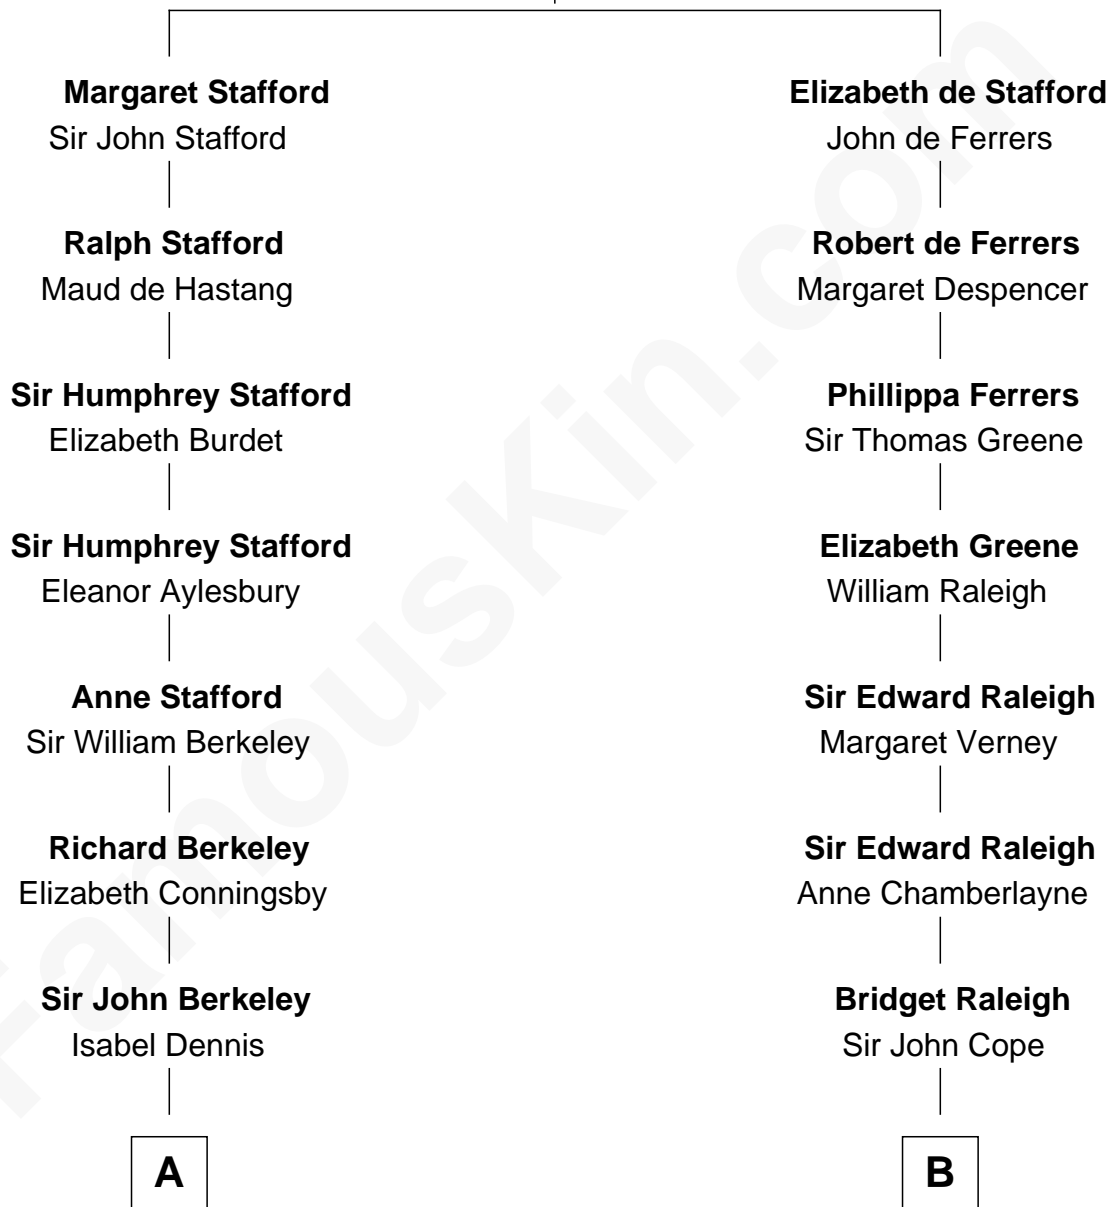 Margaret Stafford
Sir John Stafford
Elizabeth de Stafford
John de Ferrers
Ralph Stafford
Maud de Hastang
Robert de Ferrers
Margaret Despencer
Sir Humphrey Stafford
Elizabeth Burdet
Phillippa Ferrers
Sir Thomas Greene
Sir Humphrey Stafford
Eleanor Aylesbury
Elizabeth Greene
William Raleigh
Anne Stafford
Sir William Berkeley
Sir Edward Raleigh
Margaret Verney
Richard Berkeley
Elizabeth Conningsby
Sir Edward Raleigh
Anne Chamberlayne
Sir John Berkeley
Isabel Dennis
Bridget Raleigh
Sir John Cope
A
B
FamousKin.com